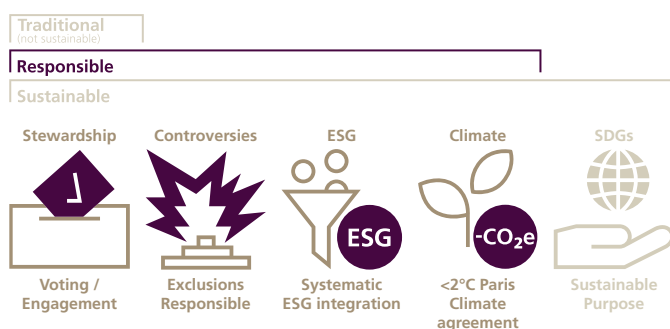 Traditional
(not sustainable)
Responsible
Sustainable
Stewardship
Controversies
ESG
Climate
SDGs
ESG
-CO₂e
Voting /
Engagement
Exclusions
Responsible
Systematic
ESG integration
<2°C Paris
Climate
agreement
Sustainable
Purpose